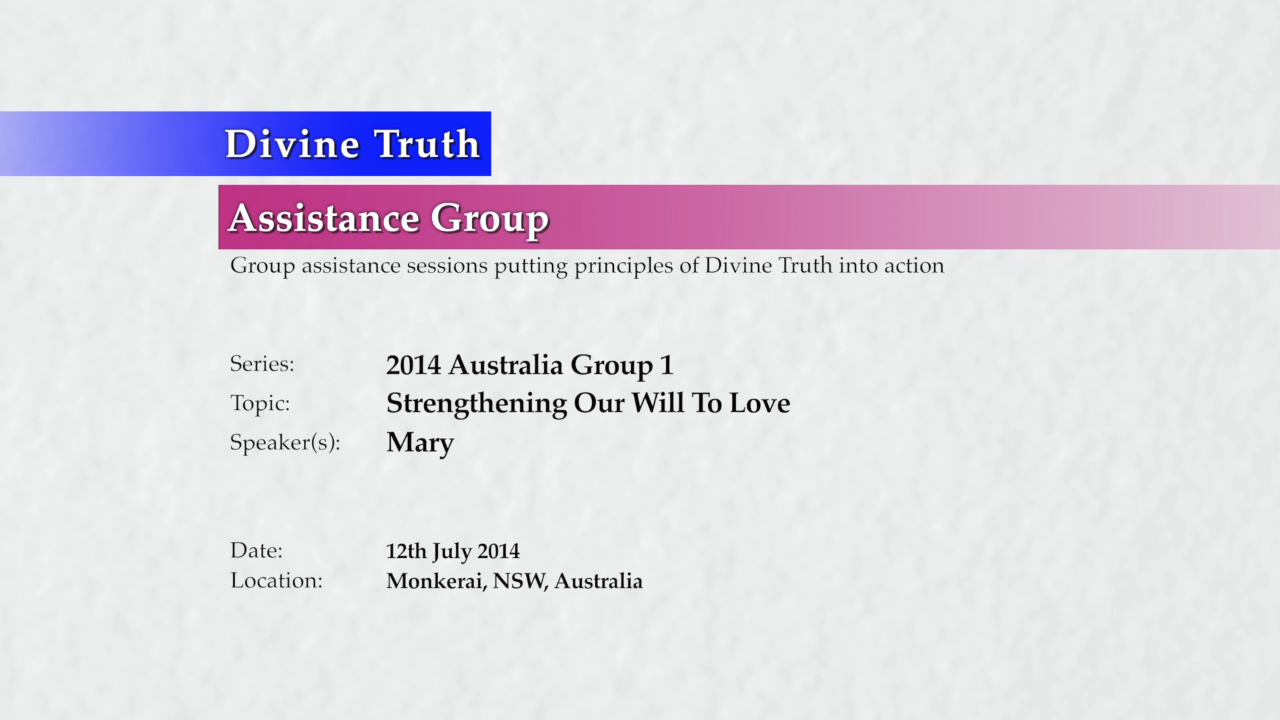 Divine Truth
Assistance Group
Group assistance sessions putting principles of Divine Truth into action
Series: 2014 Australia Group 1
Topic: Strengthening Our Will To Love
Speaker(s): Mary
Date: 12th July 2014
Location: Monkerai, NSW, Australia